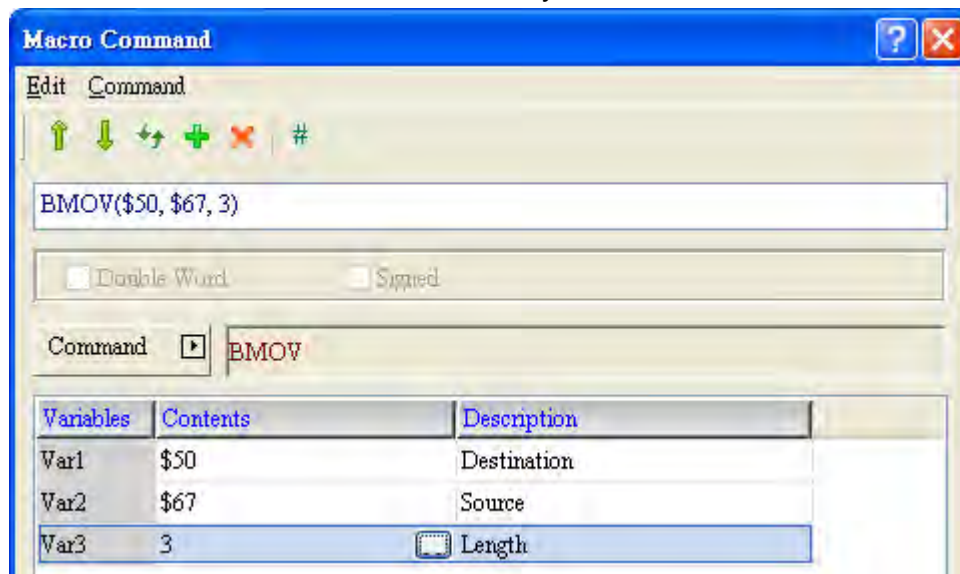 Macro Command
Edit Command
#
BMOV($50, $67, 3)
Double Word Signed
Command BMOV
Variables Contents Description
Var1 $50 Destination
Var2 $67 Source
Var3 3 Length